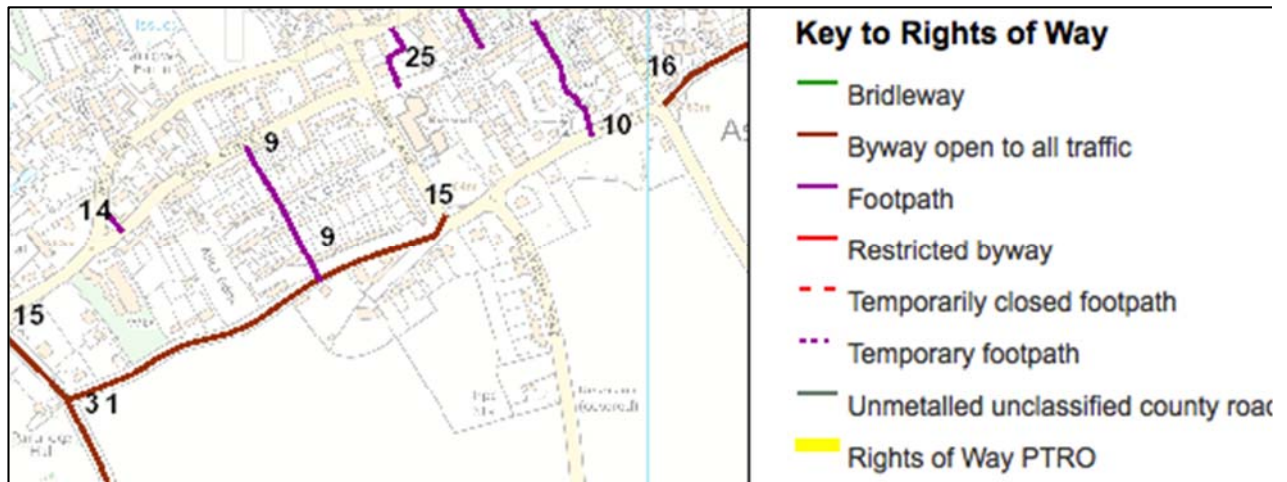 25
16
10
9
15
14
9
15
3 1
As
Key to Rights of Way
Bridleway
Byway open to all traffic
Footpath
Restricted byway
Temporarily closed footpath
Temporary footpath
Unmetalled unclassified county road
Rights of Way PTRO